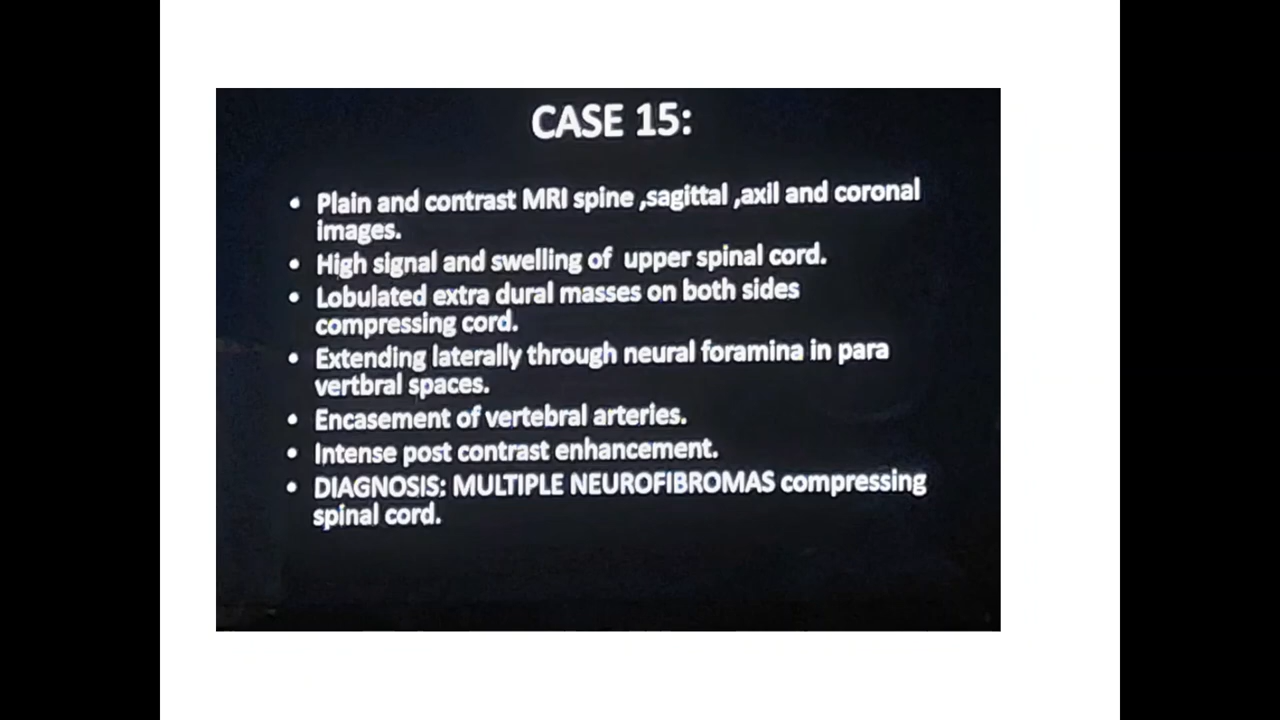 CASE 15:
• Plain and contrast MRI spine ,sagittal ,axil and coronal
images.
• High signal and swelling of upper spinal cord.
• Lobulated extra dural masses on both sides
compressing cord.
• Extending laterally through neural foramina in para
vertbral spaces.
• Encasement of vertebral arteries.
• Intense post contrast enhancement.
• DIAGNOSIS: MULTIPLE NEUROFIBROMAS compressing
spinal cord.